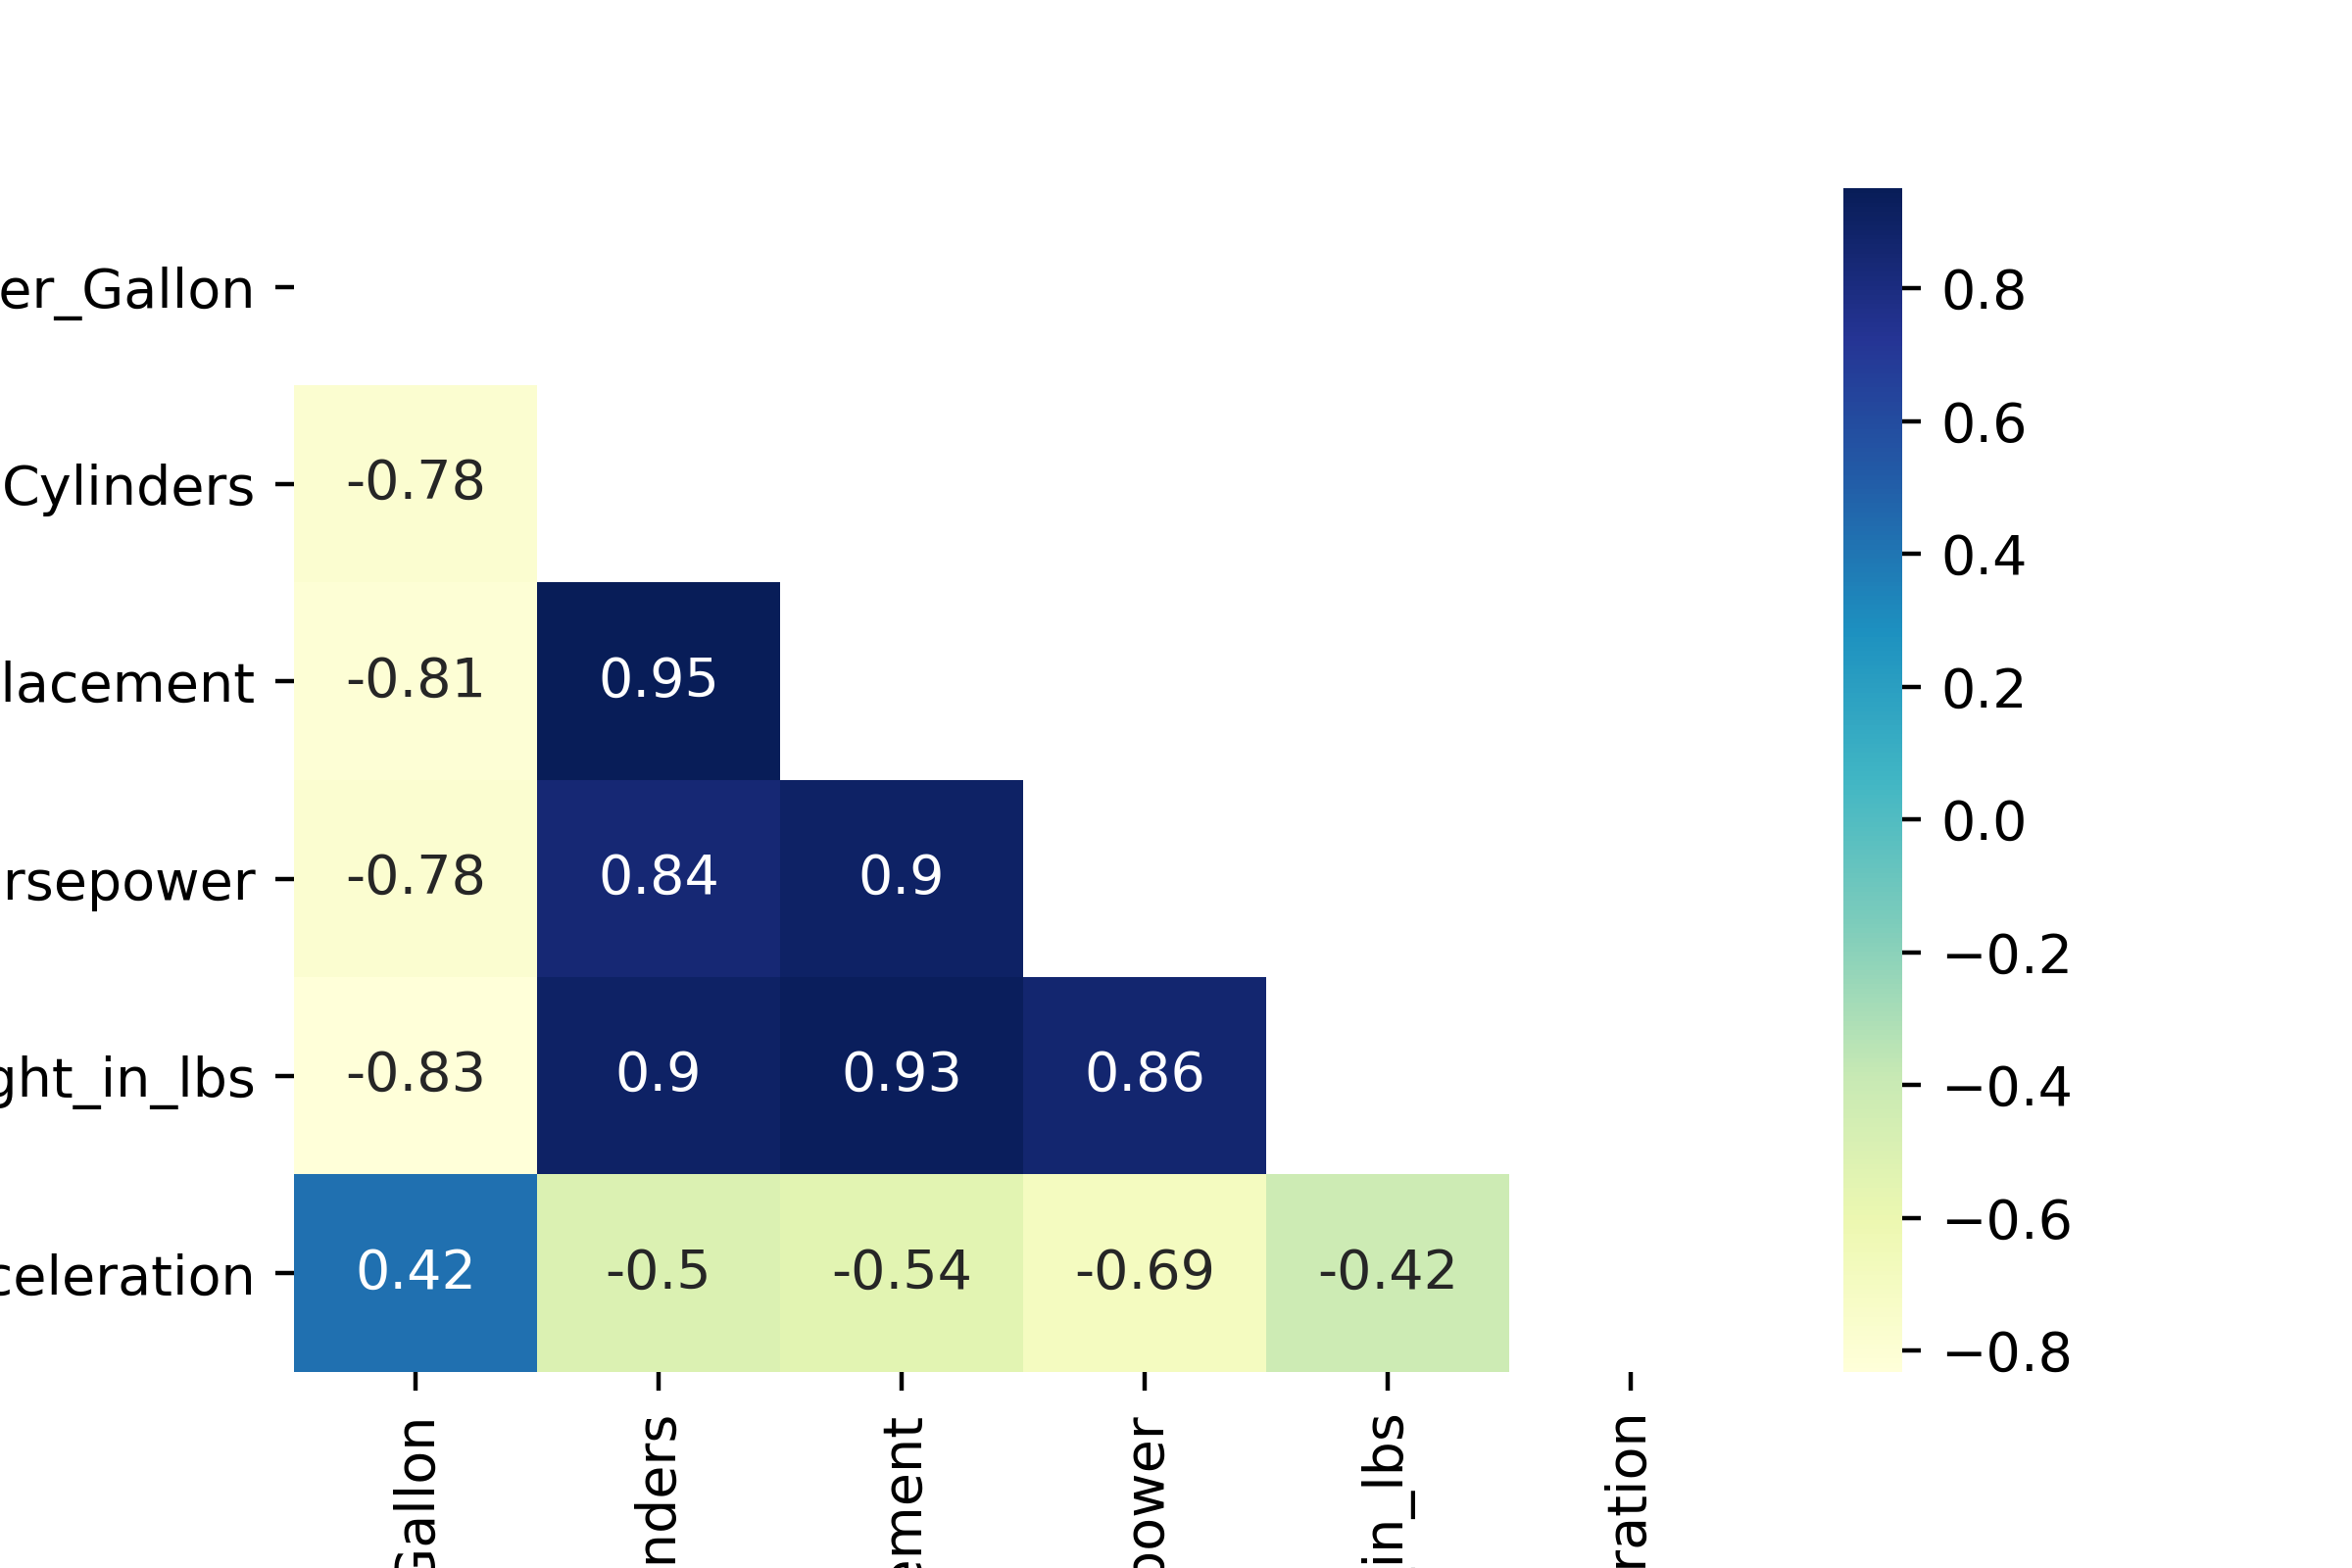 er_Gallon
Cylinders
-0.78
lacement
-0.81 0.95
rsepower
-0.78 0.84 0.9
ght_in_lbs
-0.83 0.9 0.93 0.86
celeration
0.42 -0.5 -0.54 -0.69 -0.42
Gallon
nders
ement
power
in_lbs
ration
0.8
0.6
0.4
0.2
0.0
−0.2
−0.4
−0.6
−0.8